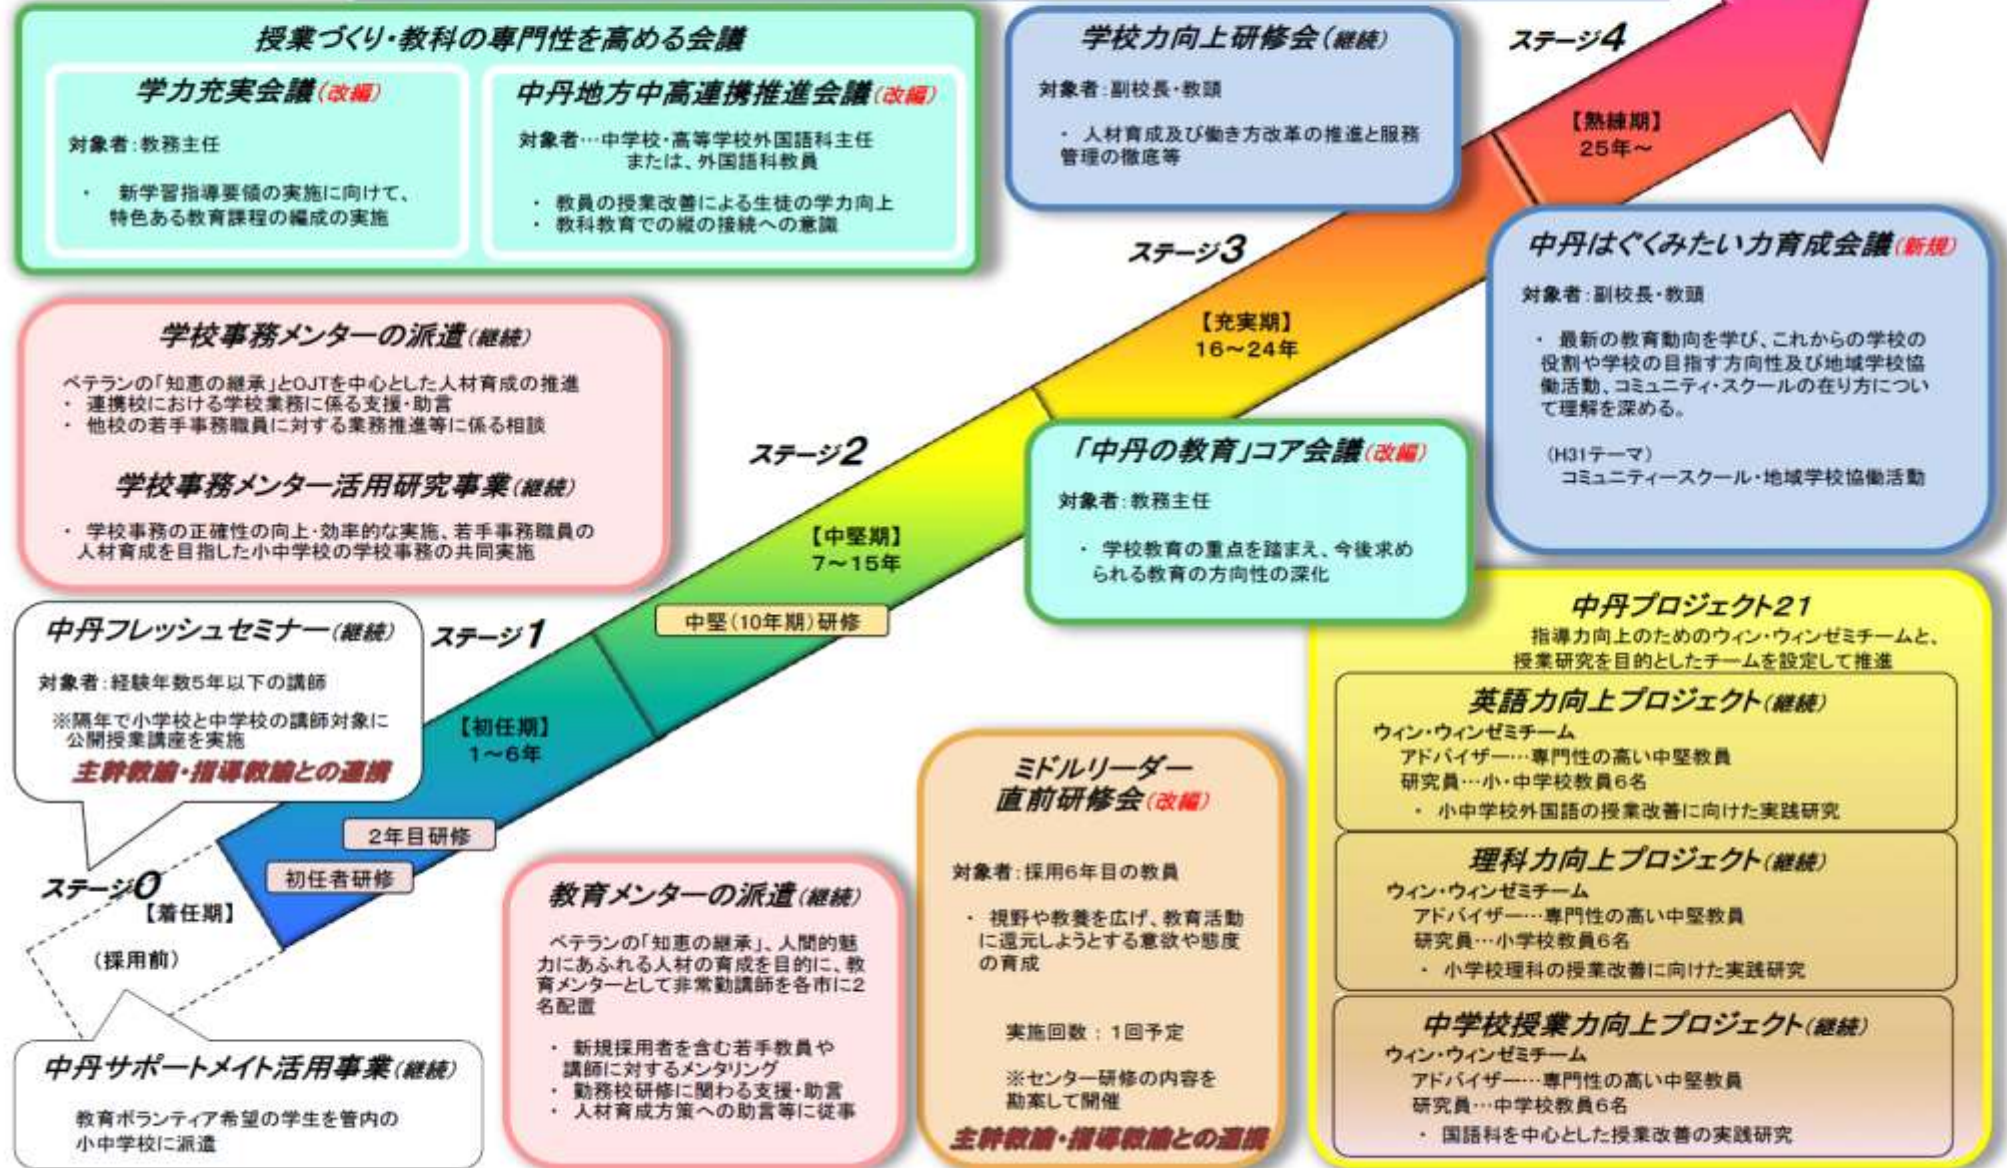 授業づくり・教科の専門性を高める会議
学力充実会議(改編)
対象者:教務主任
・ 新学習指導要領の実施に向けて、
特色ある教育課程の編成の実施
中丹地方中高連携推進会議(改編)
対象者…中学校・高等学校外国語科主任
または、外国語科教員
・ 教員の授業改善による生徒の学力向上
・ 教科教育での縦の接続への意識
学校力向上研修会(継続)
対象者:副校長・教頭
・ 人材育成及び働き方改革の推進と服務
管理の徹底等
ステージ4
【熟練期】
25年~
中丹はぐくみたい力育成会議(新規)
対象者:副校長・教頭
・ 最新の教育動向を学び、これからの学校の
役割や学校の目指す方向性及び地域学校協
働活動、コミュニティ・スクールの在り方につい
て理解を深める。
(H31テーマ)
コミュニティースクール・地域学校協働活動
ステージ3
【充実期】
16~24年
学校事務メンターの派遣(継続)
ベテランの「知恵の継承」とOJTを中心とした人材育成の推進
・ 連携校における学校業務に係る支援・助言
・ 他校の若手事務職員に対する業務推進等に係る相談
学校事務メンター活用研究事業(継続)
・ 学校事務の正確性の向上・効率的な実施、若手事務職員の
人材育成を目指した小中学校の学校事務の共同実施
ステージ2
【中堅期】
7~15年
中堅(10年期)研修
「中丹の教育」コア会議(改編)
対象者:教務主任
・ 学校教育の重点を踏まえ、今後求め
られる教育の方向性の深化
中丹フレッシュセミナー(継続)
対象者:経験年数5年以下の講師
※隔年で小学校と中学校の講師対象に
公開授業講座を実施
主幹教諭・指導教諭との連携
ステージ1
【初任期】
1~6年
2年目研修
初任者研修
ステージ0
【着任期】
(採用前)
中丹サポートメイト活用事業(継続)
教育ボランティア希望の学生を管内の
小中学校に派遣
教育メンターの派遣(継続)
ベテランの「知恵の継承」、人間的魅
力にあふれる人材の育成を目的に、教
育メンターとして非常勤講師を各市に2
名配置
・ 新規採用者を含む若手教員や
講師に対するメンタリング
・ 勤務校研修に関わる支援・助言
・ 人材育成方策への助言等に従事
ミドルリーダー
直前研修会(改編)
対象者:採用6年目の教員
・ 視野や教養を広げ、教育活動
に還元しようとする意欲や態度
の育成
実施回数 : 1回予定
※センター研修の内容を
勘案して開催
主幹教諭・指導教諭との連携
中丹プロジェクト21
指導力向上のためのウィン・ウィンゼミチームと、
授業研究を目的としたチームを設定して推進
英語力向上プロジェクト(継続)
ウィン・ウィンゼミチーム
アドバイザー…専門性の高い中堅教員
研究員…小・中学校教員6名
・ 小中学校外国語の授業改善に向けた実践研究
理科力向上プロジェクト(継続)
ウィン・ウィンゼミチーム
アドバイザー…専門性の高い中堅教員
研究員…小学校教員6名
・ 小学校理科の授業改善に向けた実践研究
中学校授業力向上プロジェクト(継続)
ウィン・ウィンゼミチーム
アドバイザー…専門性の高い中堅教員
研究員…中学校教員6名
・ 国語科を中心とした授業改善の実践研究